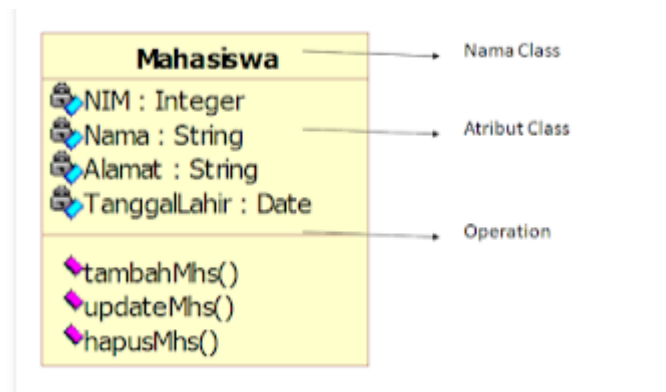 Mahasiswa
Nama Class
NIM : Integer
Nama : String
Atribut Class
Alamat : String
TanggalLahir : Date
Operation
tambahMhs()
updateMhs()
hapusMhs()